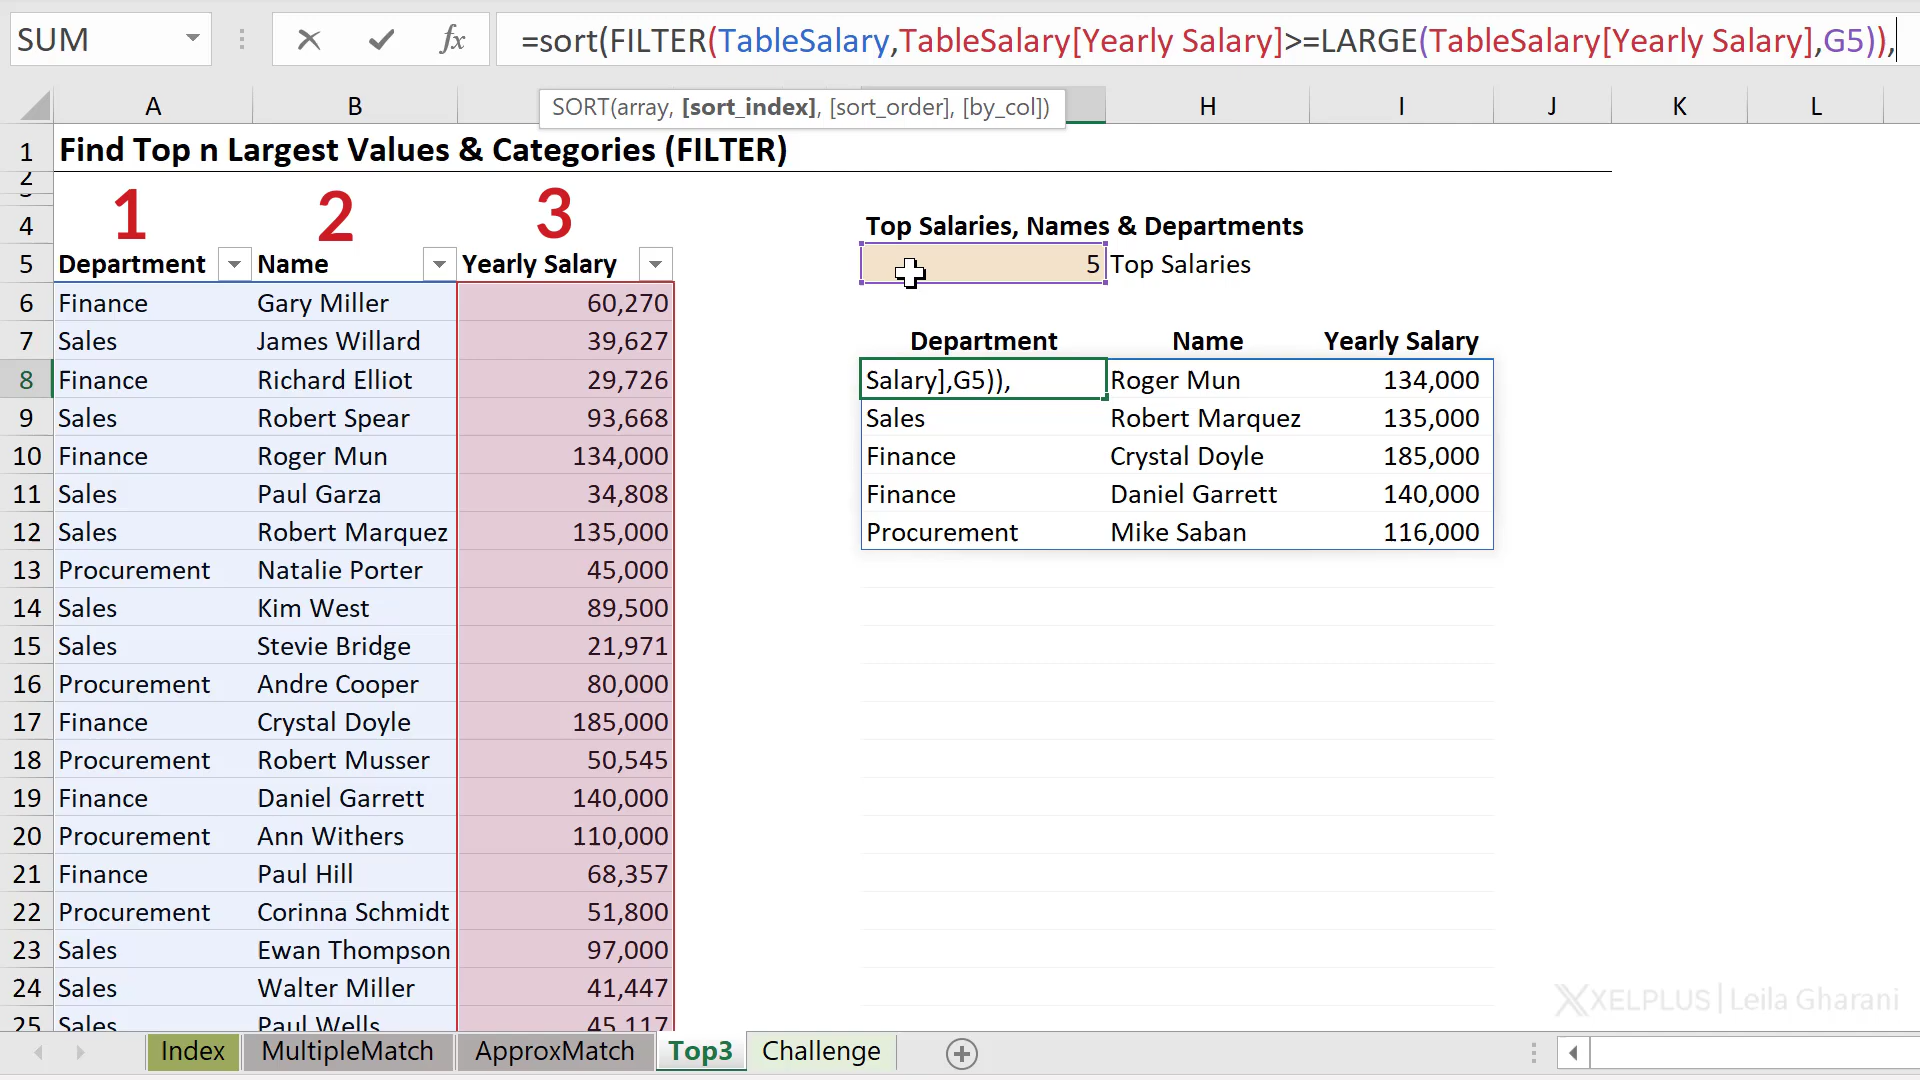 SUM
fx
=sort(FILTER(TableSalary,TableSalary[Yearly Salary]>=LARGE(TableSalary[Yearly Salary],G5)),
SORT(array, [sort_index], [sort_order], [by_col])
A B H I J K L
1 Find Top n Largest Values & Categories (FILTER)
2
1 2 3
4 Top Salaries, Names & Departments
5 Department Name Yearly Salary 5 Top Salaries
6 Finance Gary Miller 60,270
7 Sales James Willard 39,627 Department Name Yearly Salary
8 Finance Richard Elliot 29,726 Salary],G5)), Roger Mun 134,000
9 Sales Robert Spear 93,668 Sales Robert Marquez 135,000
10 Finance Roger Mun 134,000 Finance Crystal Doyle 185,000
11 Sales Paul Garza 34,808 Finance Daniel Garrett 140,000
12 Sales Robert Marquez 135,000 Procurement Mike Saban 116,000
13 Procurement Natalie Porter 45,000
14 Sales Kim West 89,500
15 Sales Stevie Bridge 21,971
16 Procurement Andre Cooper 80,000
17 Finance Crystal Doyle 185,000
18 Procurement Robert Musser 50,545
19 Finance Daniel Garrett 140,000
20 Procurement Ann Withers 110,000
21 Finance Paul Hill 68,357
22 Procurement Corinna Schmidt 51,800
23 Sales Ewan Thompson 97,000
24 Sales Walter Miller 41,447
25 Sales Paul Wells 45,117
XELPLUS | Leila Gharani
Index MultipleMatch ApproxMatch Top3 Challenge